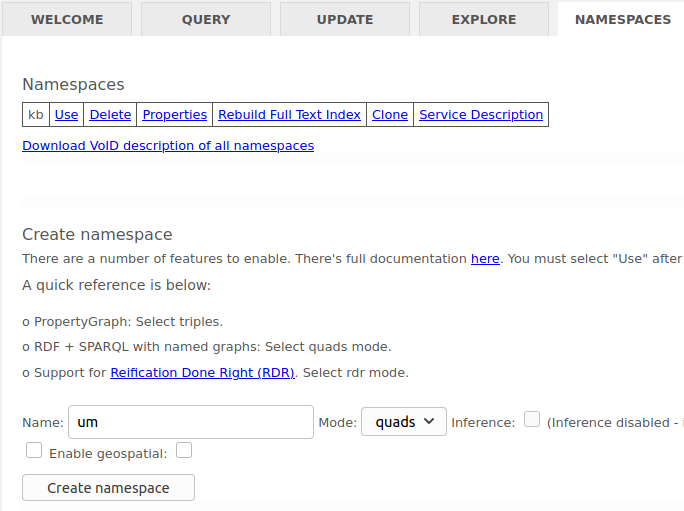 WELCOME QUERY UPDATE EXPLORE NAMESPACES
Namespaces
kb Use Delete Properties Rebuild Full Text Index Clone Service Description
Download VoID description of all namespaces
Create namespace
There are a number of features to enable. There's full documentation here. You must select "Use" after
A quick reference is below:
o PropertyGraph: Select triples.
o RDF + SPARQL with named graphs: Select quads mode.
o Support for Reification Done Right (RDR). Select rdr mode.
Name: um Mode: quads Inference: (Inference disabled -
Enable geospatial:
Create namespace